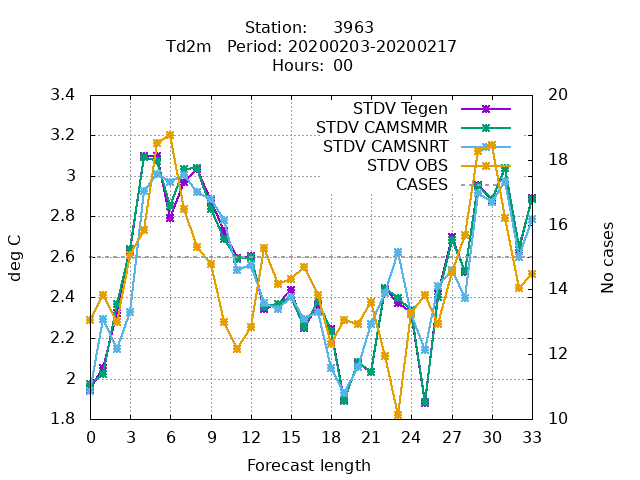 Station: 3963
Td2m Period: 20200203-20200217
Hours: 00
3.4
3.2
3
2.8
2.6
2.4
2.2
2
1.8
deg C
STDV Tegen
STDV CAMSMMR
STDV CAMSNRT
STDV OBS
CASES
20
18
16
14
12
10
No cases
0 3 6 9 12 15 18 21 24 27 30 33
Forecast length